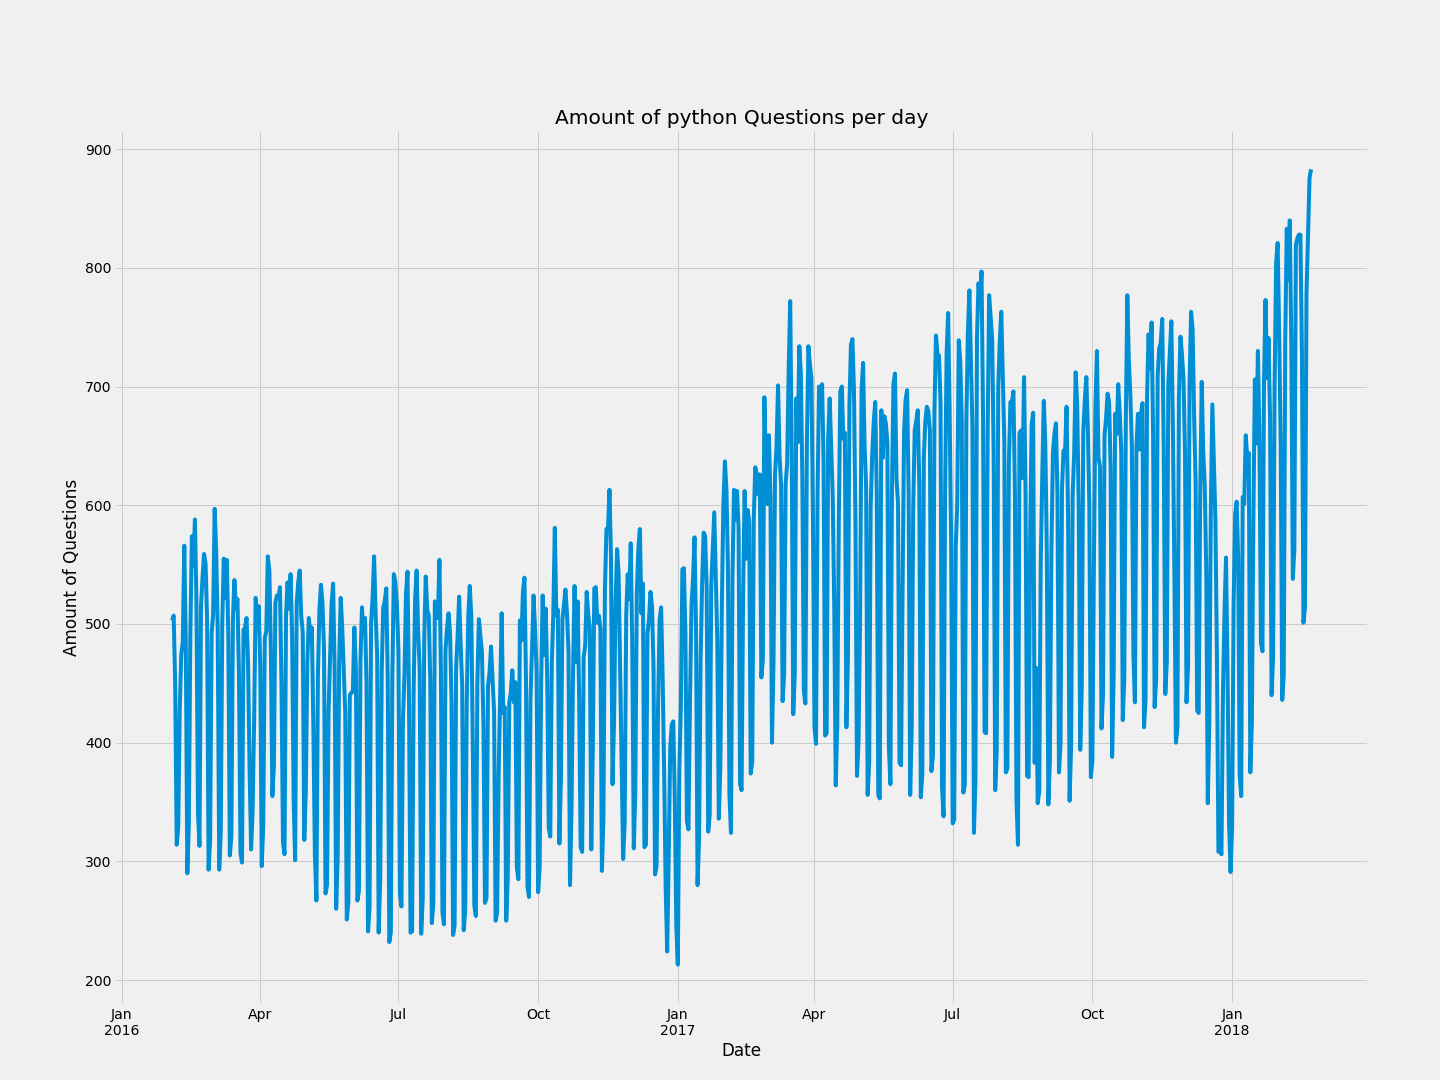 Amount of python Questions per day
Amount of Questions
900
800
700
600
500
400
300
200
Jan
2016
Apr
Jul
Oct
Jan
2017
Apr
Jul
Oct
Jan
2018
Date